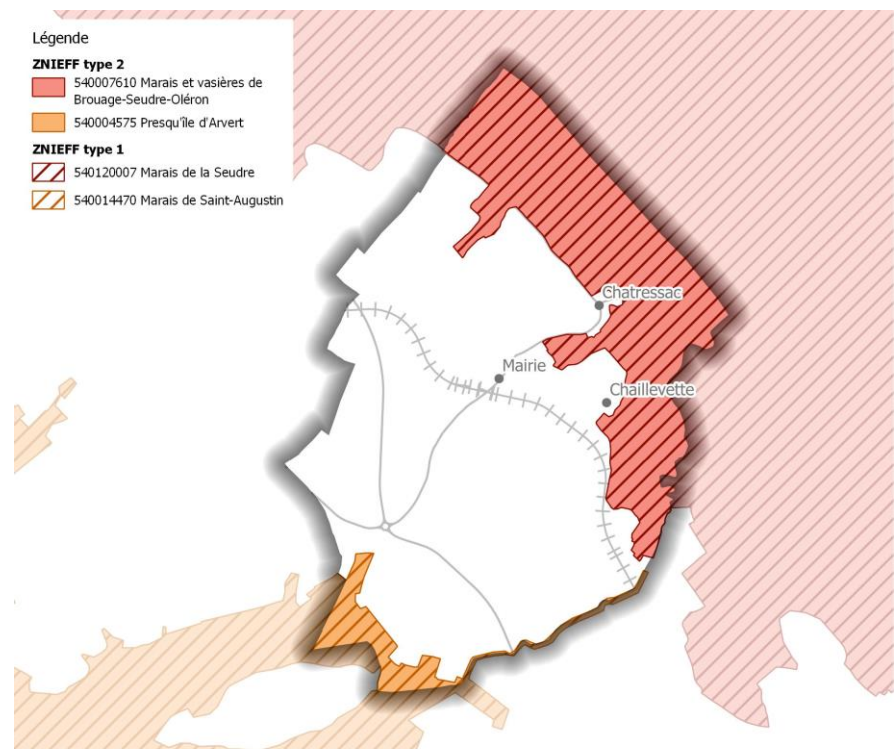 Légende
ZNIEFF type 2
540007610 Marais et vasières de
Brouage-Seudre-Oléron
540004575 Presqu'île d'Arvert
ZNIEFF type 1
540120007 Marais de la Seudre
540014470 Marais de Saint-Augustin
Chatressac
Mairie
Chaillevette